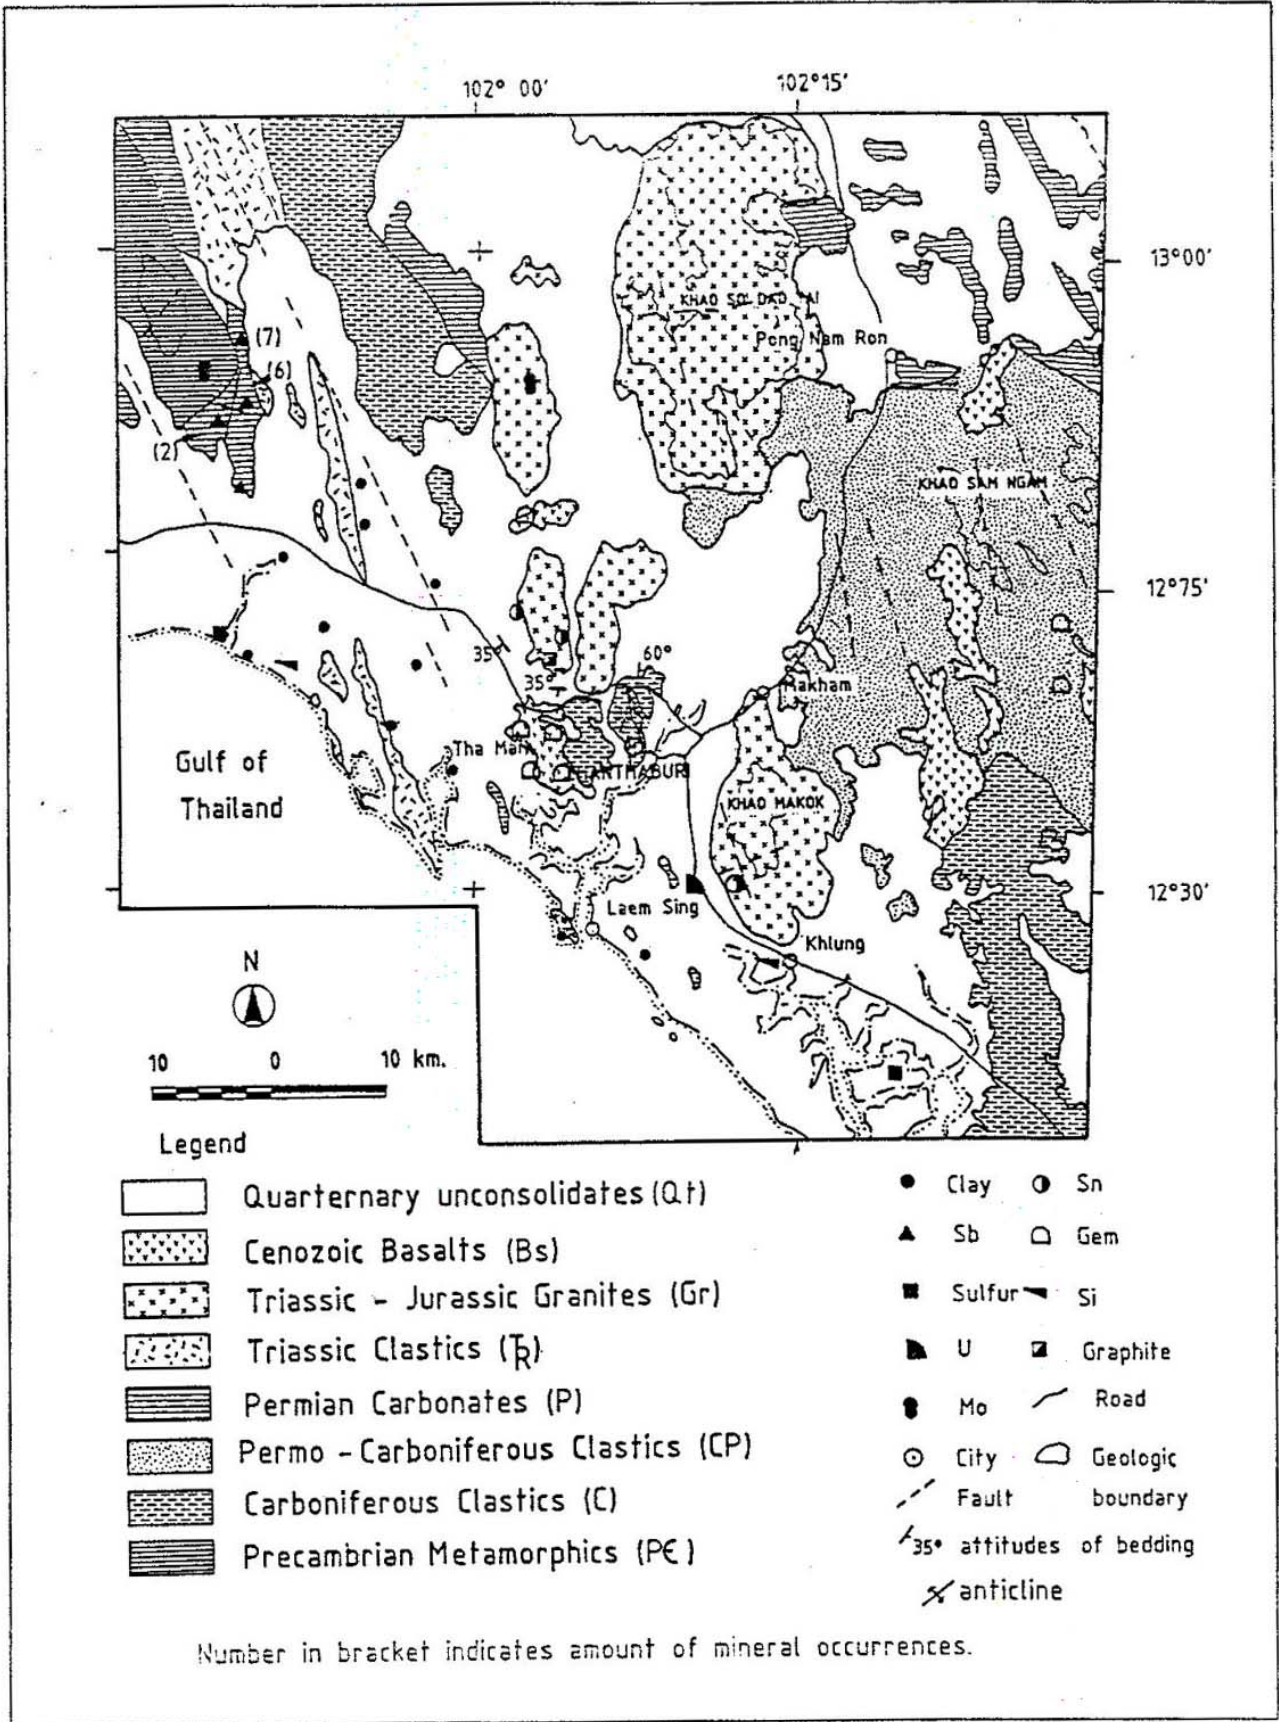 102° 00'
102°15'
13°00'
KHAO SOI DAO TAI
Pong Nam Ron
(7)
(6)
(2)
KHAO SAM NGAM
12°75'
35°
60°
35°
Makham
Tha Mai
CHANTHABURI
KHAO MAKOK
Gulf of
Thailand
12°30'
Laem Sing
Khlung
N
10 0 10 km.
Legend
Quarternary unconsolidates (Qt)
Cenozoic Basalts (Bs)
Triassic - Jurassic Granites (Gr)
Triassic Clastics (TR)
Permian Carbonates (P)
Permo - Carboniferous Clastics (CP)
Carboniferous Clastics (C)
Precambrian Metamorphics (P€)
Clay
Sn
Sb
Gem
Sulfur
Si
U
Graphite
Mo
Road
City
Geologic
boundary
Fault
35° attitudes of bedding
anticline
Number in bracket indicates amount of mineral occurrences.